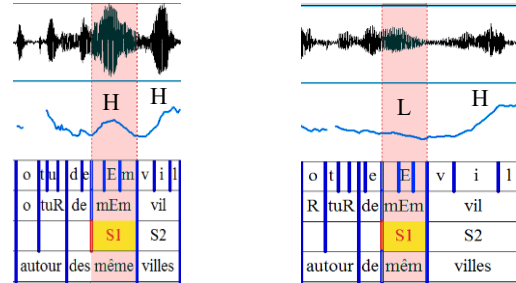 H H
o t u d e E m v i l
o tuR de mEm vil
S1 S2
autour des même villes
L H
o t e E v i l
R tuR de mEm vil
S1 S2
autour de mêm villes